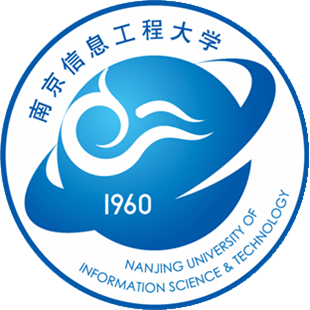 南京信息工程大学
1960
NANJING UNIVERSITY OF
INFORMATION SCIENCE & TECHNOLOGY